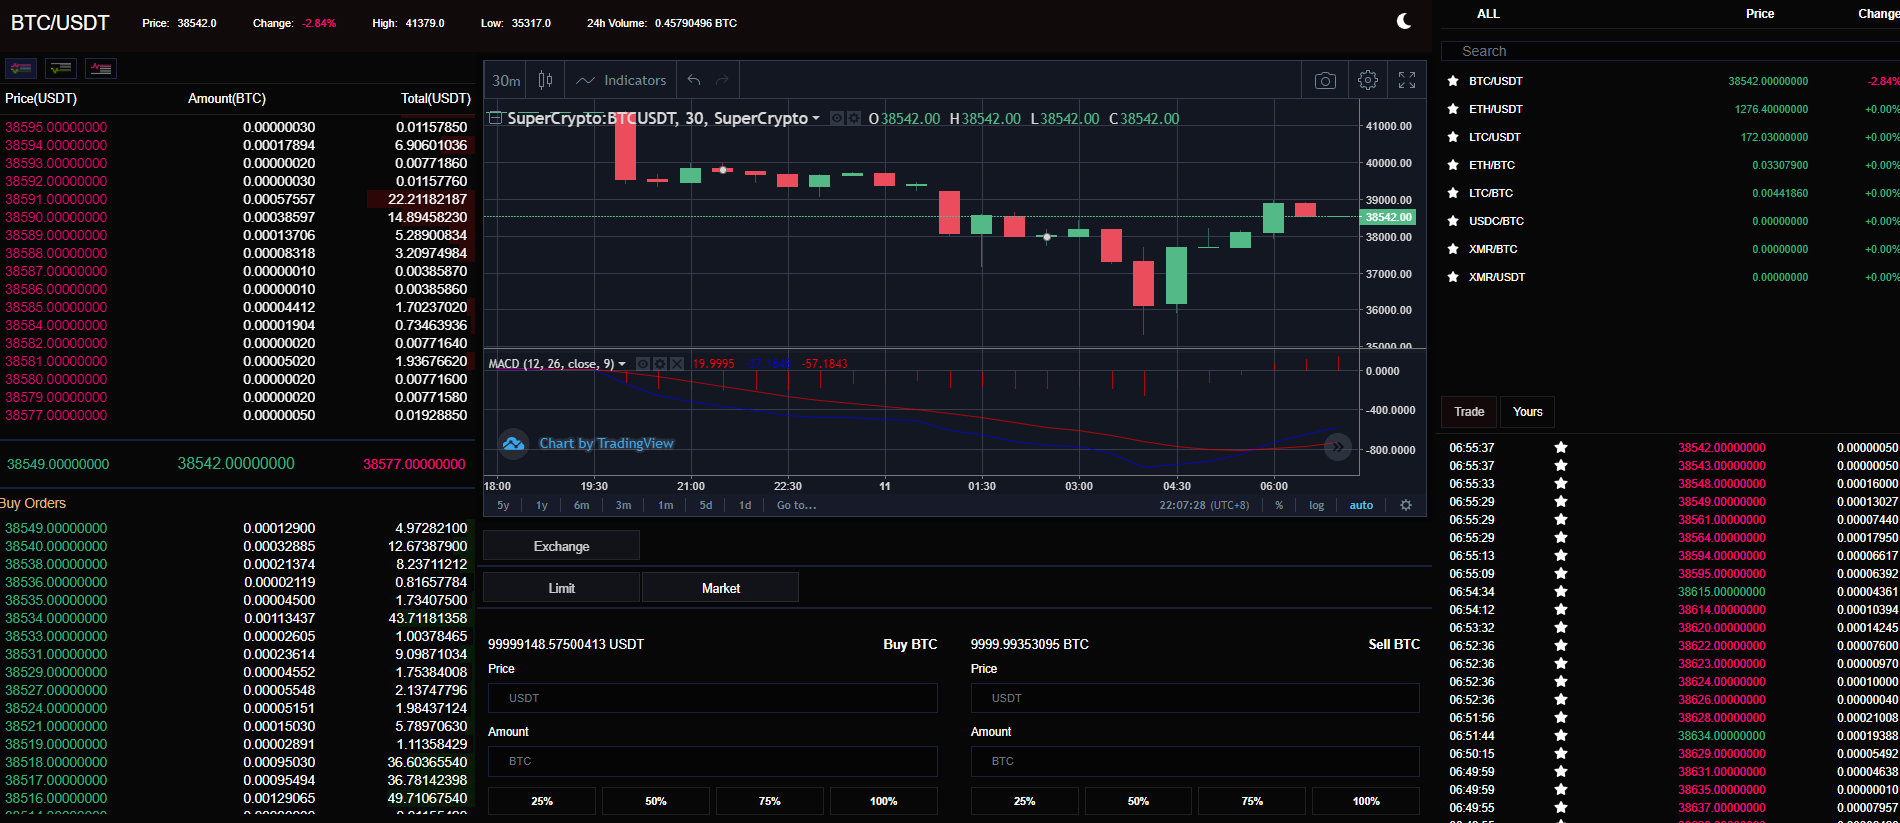 BTC/USDT Price: 38542.0 Change: -2.84% High: 41379.0 Low: 35317.0 24h Volume: 0.45790496 BTC
Price(USDT) Amount(BTC) Total(USDT)
38595.00000000 0.00000030 0.01157850
38594.00000000 0.00017894 6.90601036
38593.00000000 0.00000020 0.00771860
38592.00000000 0.00000030 0.01157760
38591.00000000 0.00057557 22.21182187
38590.00000000 0.00038597 14.89458230
38589.00000000 0.00013706 5.28900834
38588.00000000 0.00008318 3.20974984
38587.00000000 0.00000010 0.00385870
38586.00000000 0.00000010 0.00385860
38585.00000000 0.00004412 1.70237020
38584.00000000 0.00001904 0.73463936
38582.00000000 0.00000020 0.00771640
38581.00000000 0.00005020 1.93676620
38580.00000000 0.00000020 0.00771600
38579.00000000 0.00000020 0.00771580
38577.00000000 0.00000050 0.01928850
38549.00000000 38542.00000000 38577.00000000
Buy Orders
38549.00000000 0.00012900 4.97282100
38540.00000000 0.00032885 12.67387900
38538.00000000 0.00021374 8.23711212
38536.00000000 0.00002119 0.81657784
38535.00000000 0.00004500 1.73407500
38534.00000000 0.00113437 43.71181358
38533.00000000 0.00002605 1.00378465
38531.00000000 0.00023614 9.09871034
38529.00000000 0.00004552 1.75384008
38527.00000000 0.00005548 2.13747796
38524.00000000 0.00005151 1.98437124
38521.00000000 0.00015030 5.78970630
38519.00000000 0.00002891 1.11358429
38518.00000000 0.00095030 36.60365540
38517.00000000 0.00095494 36.78142398
38516.00000000 0.00129065 49.71067540
30m Indicators
SuperCrypto:BTCUSDT, 30, SuperCrypto O38542.00 H38542.00 L38542.00 C38542.00
41000.00
40000.00
39000.00
38542.00
38000.00
37000.00
36000.00
35000.00
MACD (12, 26, close, 9) 19.9995 -57.1843
0.0000
-400.0000
-800.0000
Chart by TradingView
18:00 19:30 21:00 22:30 11 01:30 03:00 04:30 06:00
5y 1y 6m 3m 1m 5d 1d Go to... 22:07:28 (UTC+8) % log auto
Exchange
Limit Market
99999148.57500413 USDT Buy BTC 9999.99353095 BTC Sell BTC
Price Price
USDT USDT
Amount Amount
BTC BTC
25% 50% 75% 100% 25% 50% 75% 100%
ALL Price Change
Search
BTC/USDT 38542.00000000 -2.84%
ETH/USDT 1276.40000000 +0.00%
LTC/USDT 172.03000000 +0.00%
ETH/BTC 0.03307900 +0.00%
LTC/BTC 0.00441860 +0.00%
USDC/BTC 0.00000000 +0.00%
XMR/BTC 0.00000000 +0.00%
XMR/USDT 0.00000000 +0.00%
Trade Yours
06:55:37 38542.00000000 0.00000050
06:55:37 38543.00000000 0.00000050
06:55:33 38548.00000000 0.00016000
06:55:29 38549.00000000 0.00013027
06:55:29 38561.00000000 0.00007440
06:55:29 38564.00000000 0.00017950
06:55:13 38594.00000000 0.00006617
06:55:09 38595.00000000 0.00006392
06:54:34 38615.00000000 0.00004361
06:54:12 38614.00000000 0.00010394
06:53:32 38620.00000000 0.00014245
06:52:36 38622.00000000 0.00007600
06:52:36 38623.00000000 0.00000970
06:52:36 38624.00000000 0.00010000
06:52:36 38626.00000000 0.00000040
06:51:56 38628.00000000 0.00021008
06:51:44 38634.00000000 0.00019388
06:50:15 38629.00000000 0.00005492
06:49:59 38631.00000000 0.00004638
06:49:59 38635.00000000 0.00000010
06:49:55 38637.00000000 0.00007957